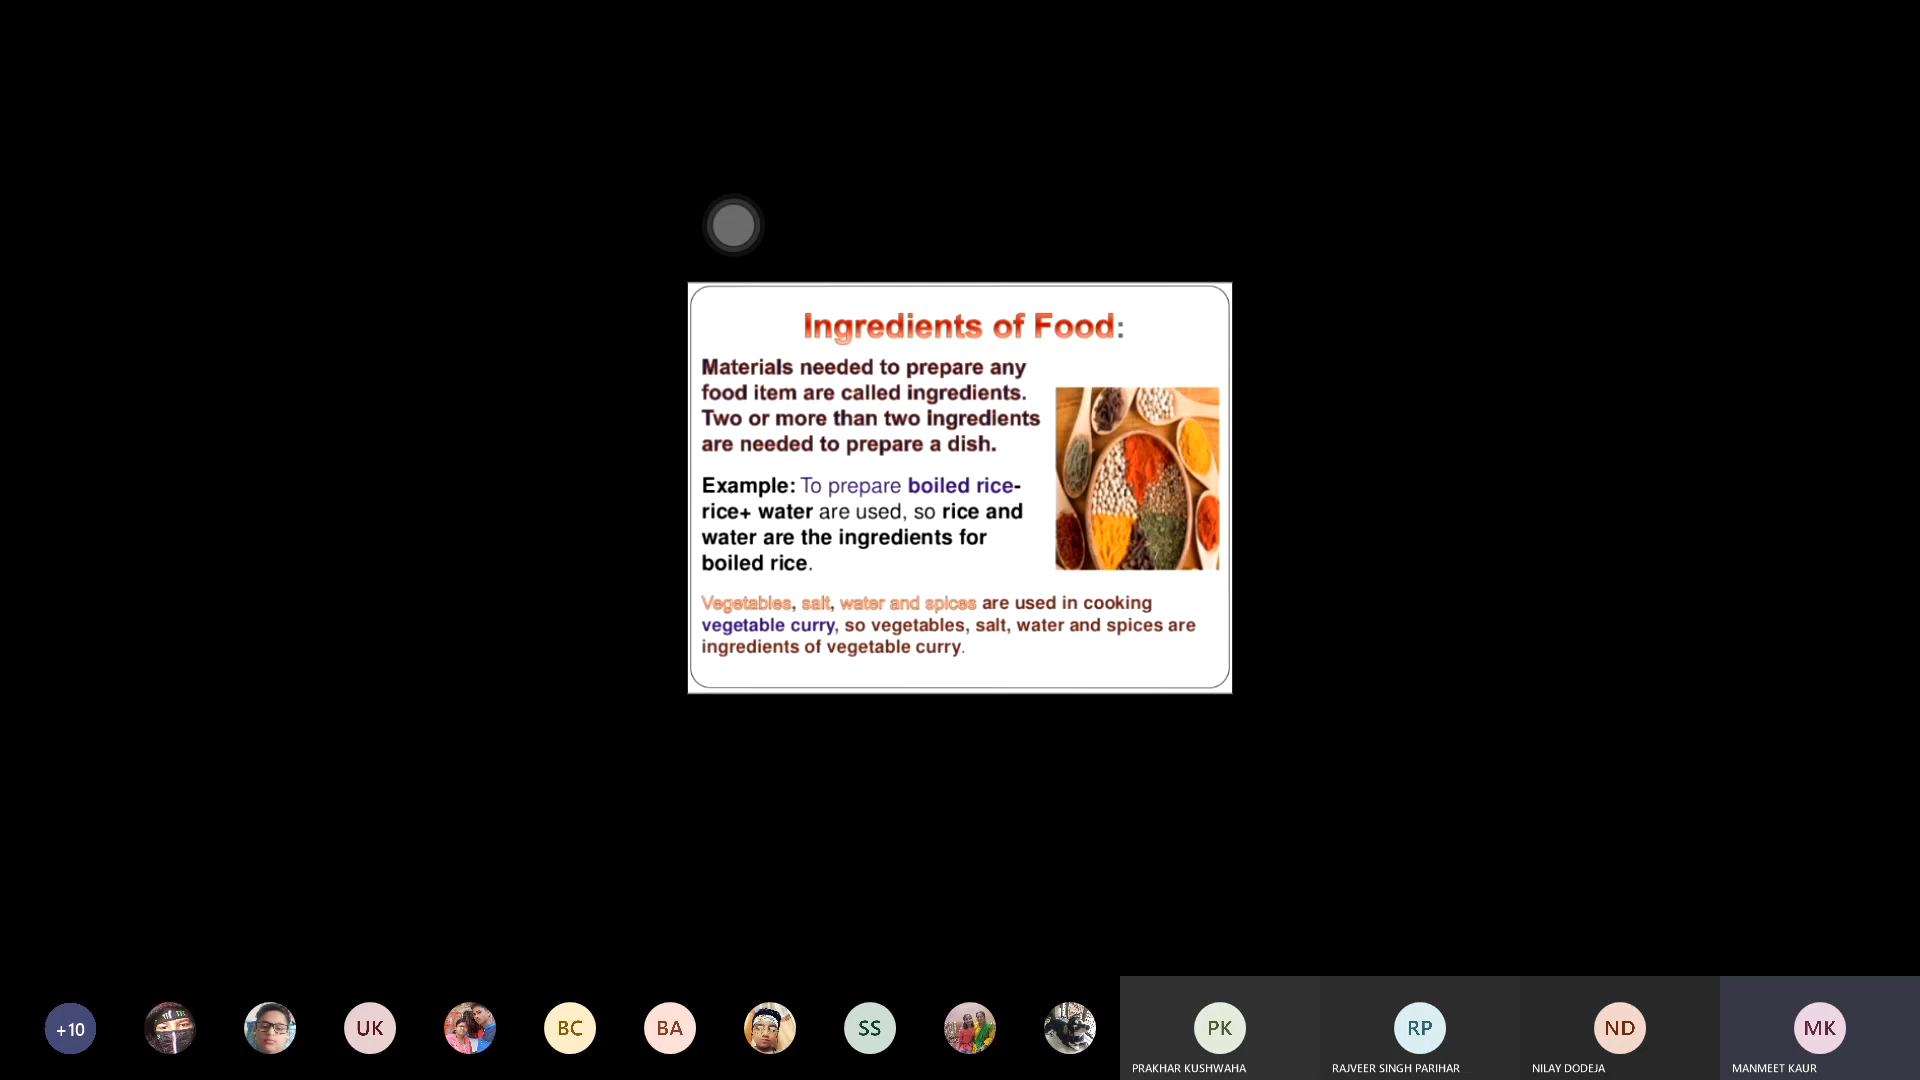 Ingredients of Food:
Materials needed to prepare any
food item are called ingredients.
Two or more than two ingredients
are needed to prepare a dish.
Example: To prepare boiled rice-
rice+ water are used, so rice and
water are the ingredients for
boiled rice.
Vegetables, salt, water and spices are used in cooking
vegetable curry, so vegetables, salt, water and spices are
ingredients of vegetable curry.
+10
UK
BC
BA
SS
PK
RP
ND
MK
PRAKHAR KUSHWAHA
RAJVEER SINGH PARIHAR
NILAY DODEJA
MANMEET KAUR